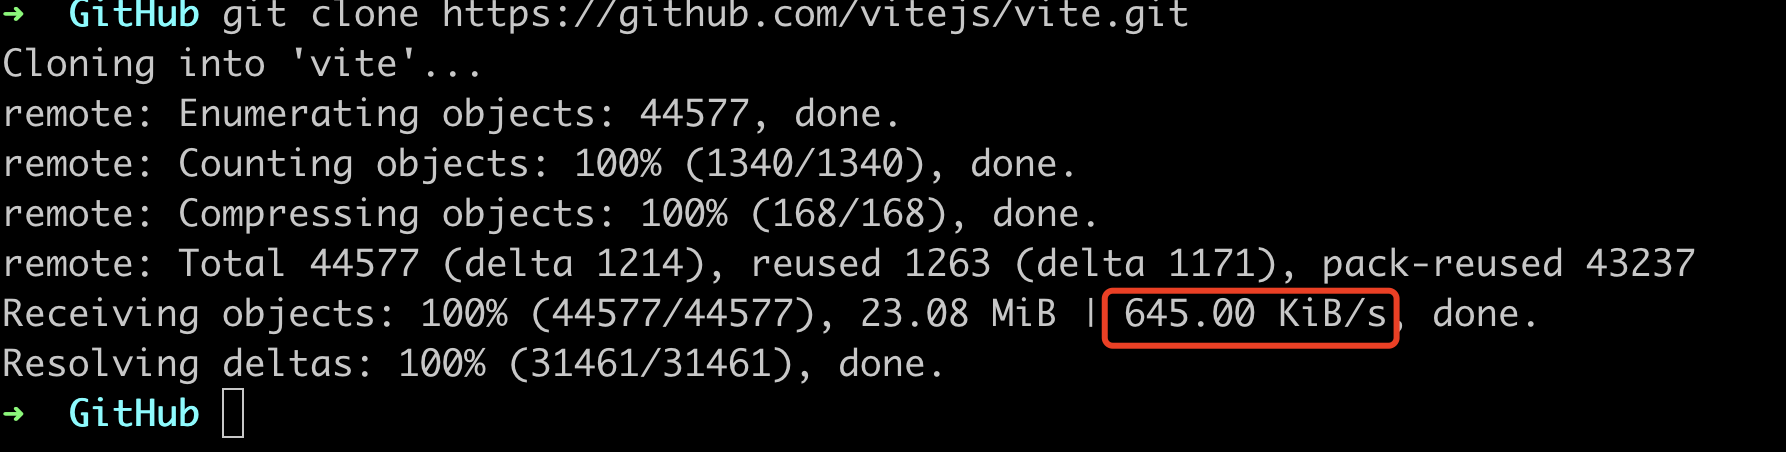 ➜  GitHub git clone https://github.com/vitejs/vite.git
Cloning into 'vite'...
remote: Enumerating objects: 44577, done.
remote: Counting objects: 100% (1340/1340), done.
remote: Compressing objects: 100% (168/168), done.
remote: Total 44577 (delta 1214), reused 1263 (delta 1171), pack-reused 43237
Receiving objects: 100% (44577/44577), 23.08 MiB | 645.00 KiB/s, done.
Resolving deltas: 100% (31461/31461), done.
➜  GitHub